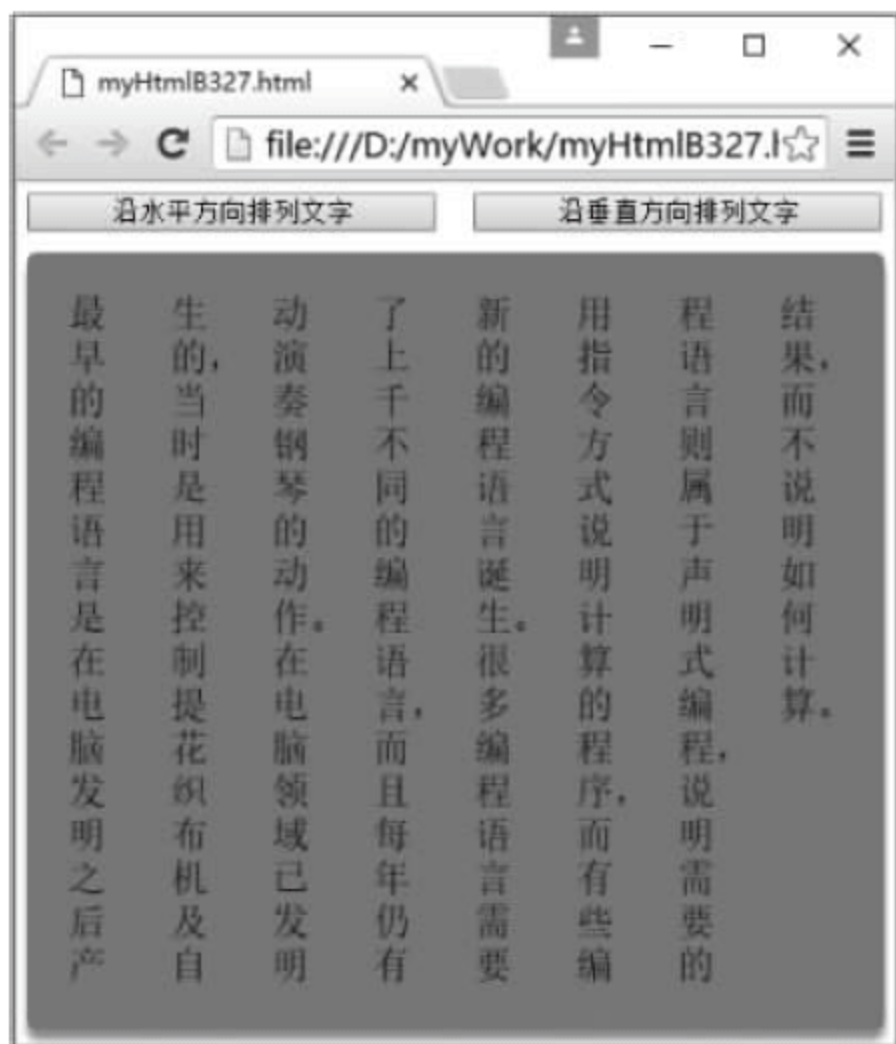 myHtmlB327.html
file:///D:/myWork/myHtmlB327.l
沿水平方向排列文字
沿垂直方向排列文字
最早的编程语言是在电脑发明之后产
生的，当时是用来控制提花织布机及自
动演奏钢琴的动作。在电脑领域已发明
了上千不同的编程语言，而且每年仍有
新的编程语言诞生。很多编程语言需要
用指令方式说明计算的程序，而有些编
程语言则属于声明式编程，说明需要的
结果，而不说明如何计算。